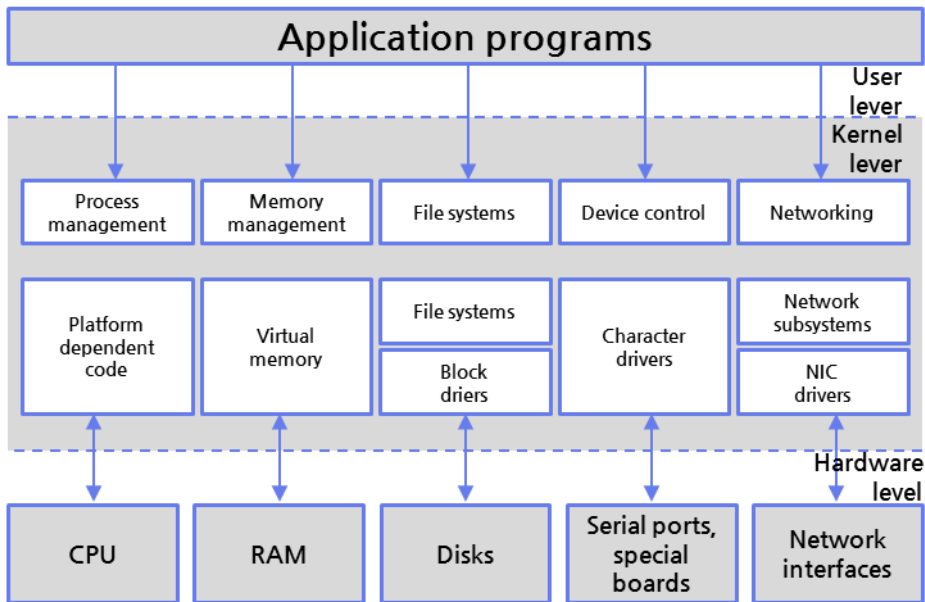 Application programs
User
lever
Kernel
lever
Process
management
Memory
management
File systems
Device control
Networking
Platform
dependent
code
Virtual
memory
File systems
Block
driers
Character
drivers
Network
subsystems
NIC
drivers
Hardware
level
CPU
RAM
Disks
Serial ports,
special
boards
Network
interfaces